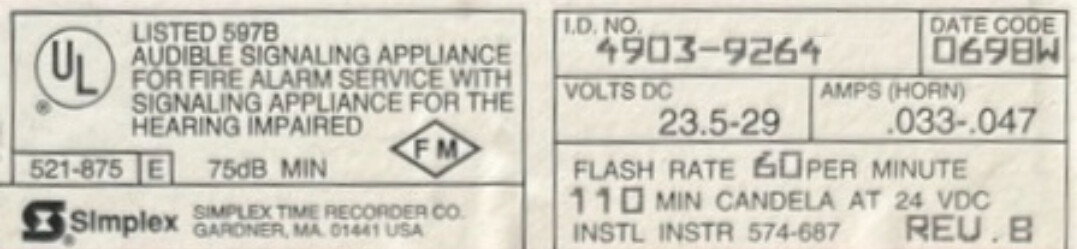 UL
LISTED 597B
AUDIBLE SIGNALING APPLIANCE
FOR FIRE ALARM SERVICE WITH
SIGNALING APPLIANCE FOR THE
HEARING IMPAIRED
®
FM
521-875 E 75dB MIN
Simplex SIMPLEX TIME RECORDER CO.
® GARDNER, MA. 01441 USA
I.D. NO. DATE CODE
4903-9264 0698W
VOLTS DC AMPS (HORN)
23.5-29 .033-.047
FLASH RATE 60 PER MINUTE
110 MIN CANDELA AT 24 VDC
INSTL INSTR 574-687 REV.B